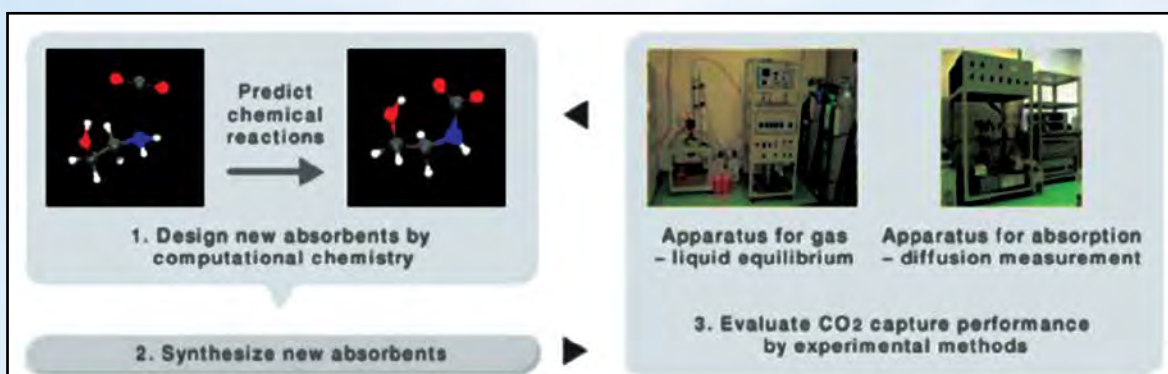 Predict
chemical
reactions
1. Design new absorbents by
computational chemistry
2. Synthesize new absorbents
Apparatus for gas
– liquid equilibrium
Apparatus for absorption
– diffusion measurement
3. Evaluate CO2 capture performance
by experimental methods